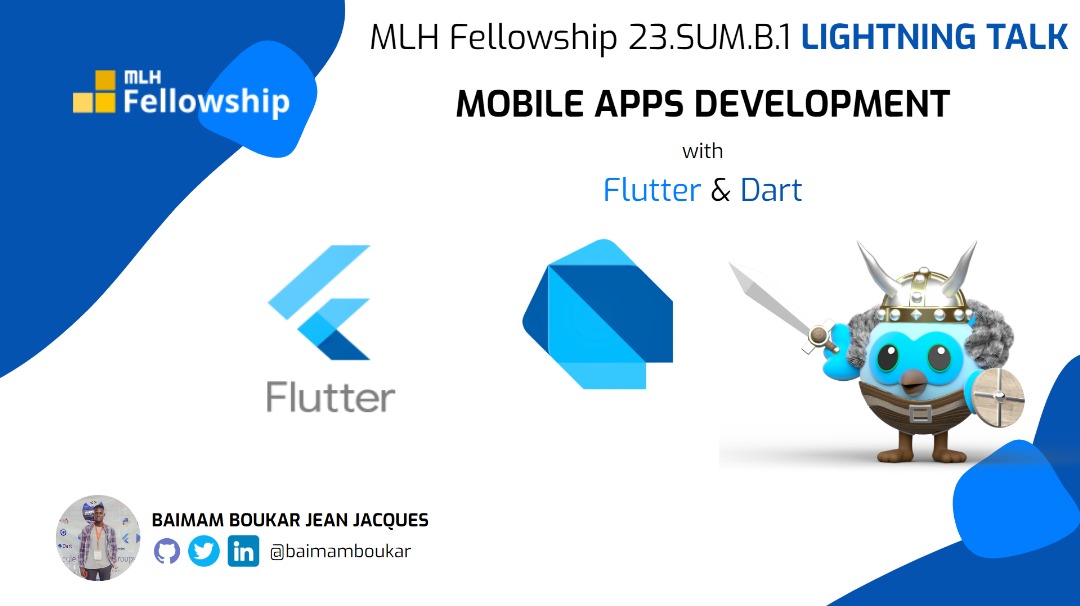 MLH Fellowship 23.SUM.B.1 LIGHTNING TALK
MLH
Fellowship
MOBILE APPS DEVELOPMENT
with
Flutter & Dart
Flutter
BAIMAM BOUKAR JEAN JACQUES
in @baimamboukar